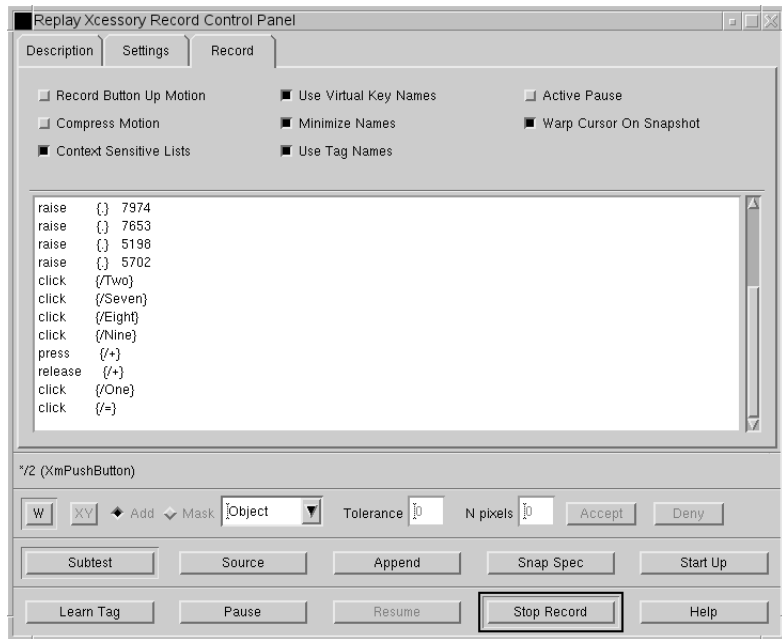 Replay Xcessory Record Control Panel
Description Settings Record
Record Button Up Motion Use Virtual Key Names Active Pause
Compress Motion Minimize Names Warp Cursor On Snapshot
Context Sensitive Lists Use Tag Names
raise {.} 7974
raise {.} 7653
raise {.} 5198
raise {.} 5702
click {/Two}
click {/Seven}
click {/Eight}
click {/Nine}
press {/+}
release {/+}
click {/One}
click {/=}
*/2 (XmPushButton)
W XY Add Mask Object Tolerance 0 N pixels 0 Accept Deny
Subtest Source Append Snap Spec Start Up
Learn Tag Pause Resume Stop Record Help